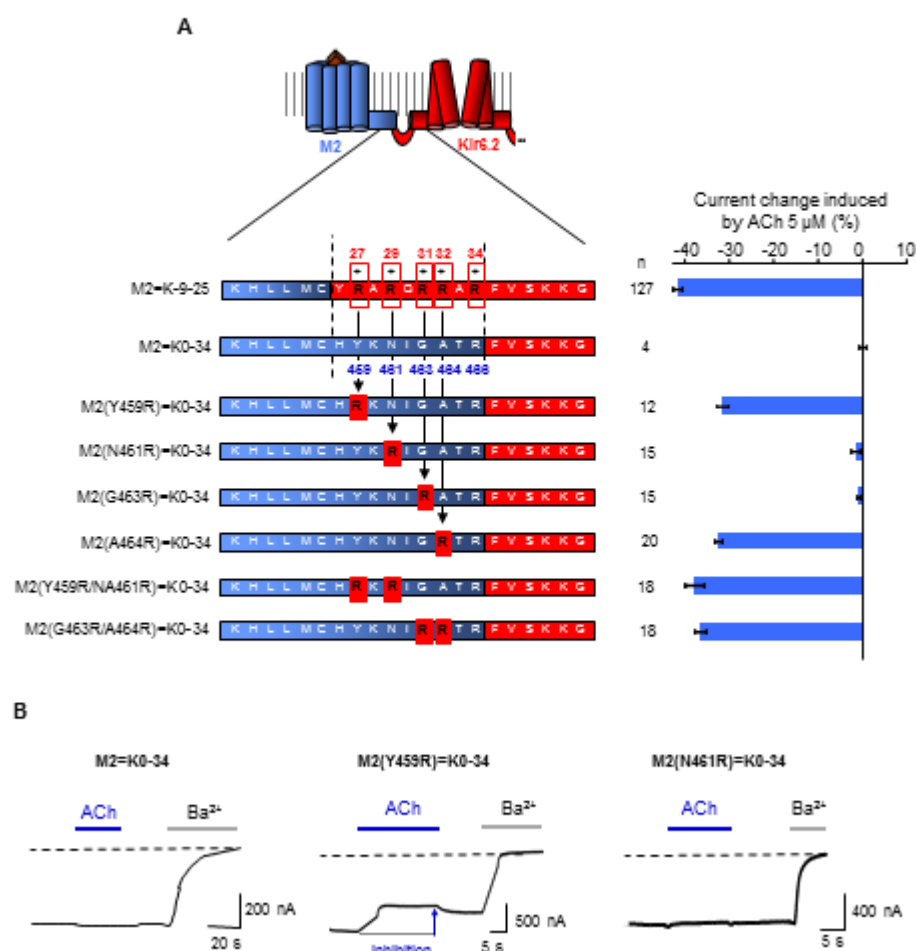 A
M2
Kir6.2
...
Current change induced
by ACh 5 µM (%)
n
-40 -30 -20 -10 0 10
27 29 31 32 34
+ + + + +
M2=K-9-25 K H L L M C Y R A R O R R A R F V S K K G 127
M2=K0-34 K H L L M C H Y K N I G A T R F V S K K G 4
459 461 463 464 466
M2(Y459R)=K0-34 K H L L M C H R K N I G A T R F V S K K G 12
M2(N461R)=K0-34 K H L L M C H Y K R I G A T R F V S K K G 15
M2(G463R)=K0-34 K H L L M C H Y K N I R A T R F V S K K G 15
M2(A464R)=K0-34 K H L L M C H Y K N I G R T R F V S K K G 20
M2(Y459R/NA461R)=K0-34 K H L L M C H R K R I G A T R F V S K K G 18
M2(G463R/A464R)=K0-34 K H L L M C H Y K N I R R T R F V S K K G 18
B
M2=K0-34 M2(Y459R)=K0-34 M2(N461R)=K0-34
ACh Ba²⁺ ACh Ba²⁺ ACh Ba²⁺
200 nA 500 nA 400 nA
20 s Inhibition 5 s 5 s